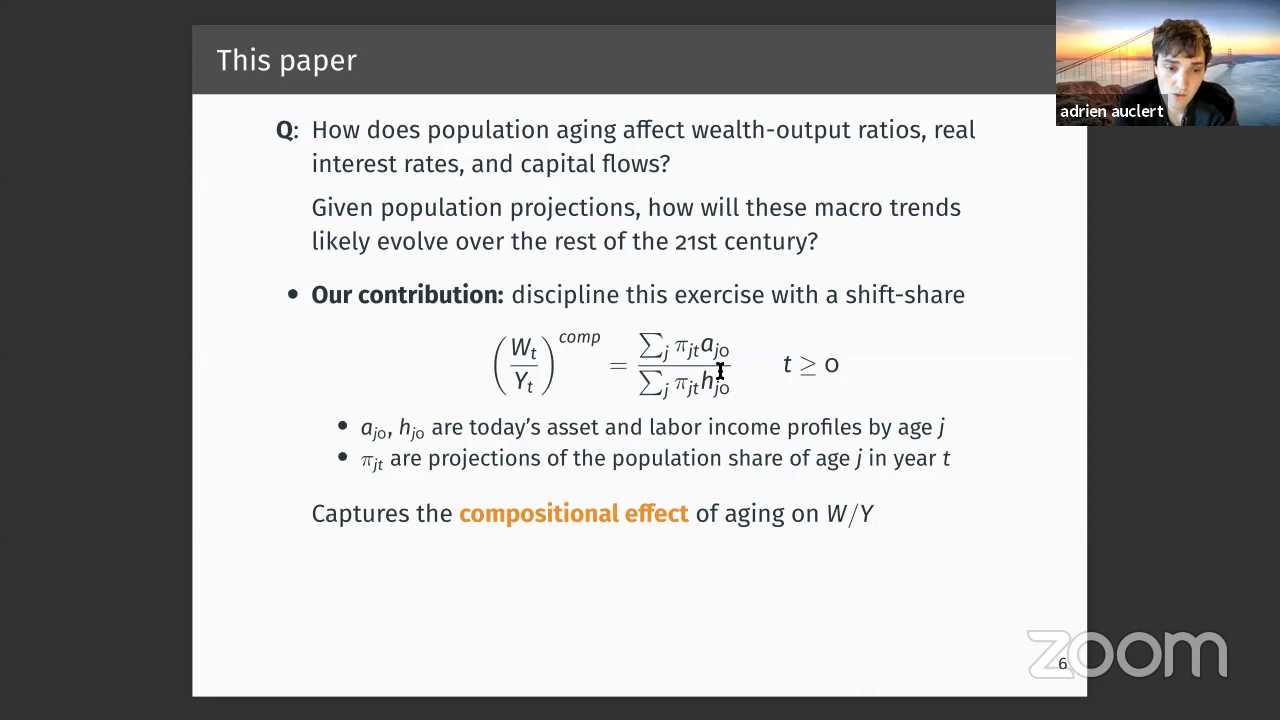 This paper
adrien auclert
Q: How does population aging affect wealth-output ratios, real
interest rates, and capital flows?
Given population projections, how will these macro trends
likely evolve over the rest of the 21st century?
• Our contribution: discipline this exercise with a shift-share
(W_t / Y_t)^comp = ∑_j π_jt a_j0 / ∑_j π_jt h_j0    t ≥ 0
• a_j0, h_j0 are today's asset and labor income profiles by age j
• π_jt are projections of the population share of age j in year t
Captures the compositional effect of aging on W/Y
zoom
6